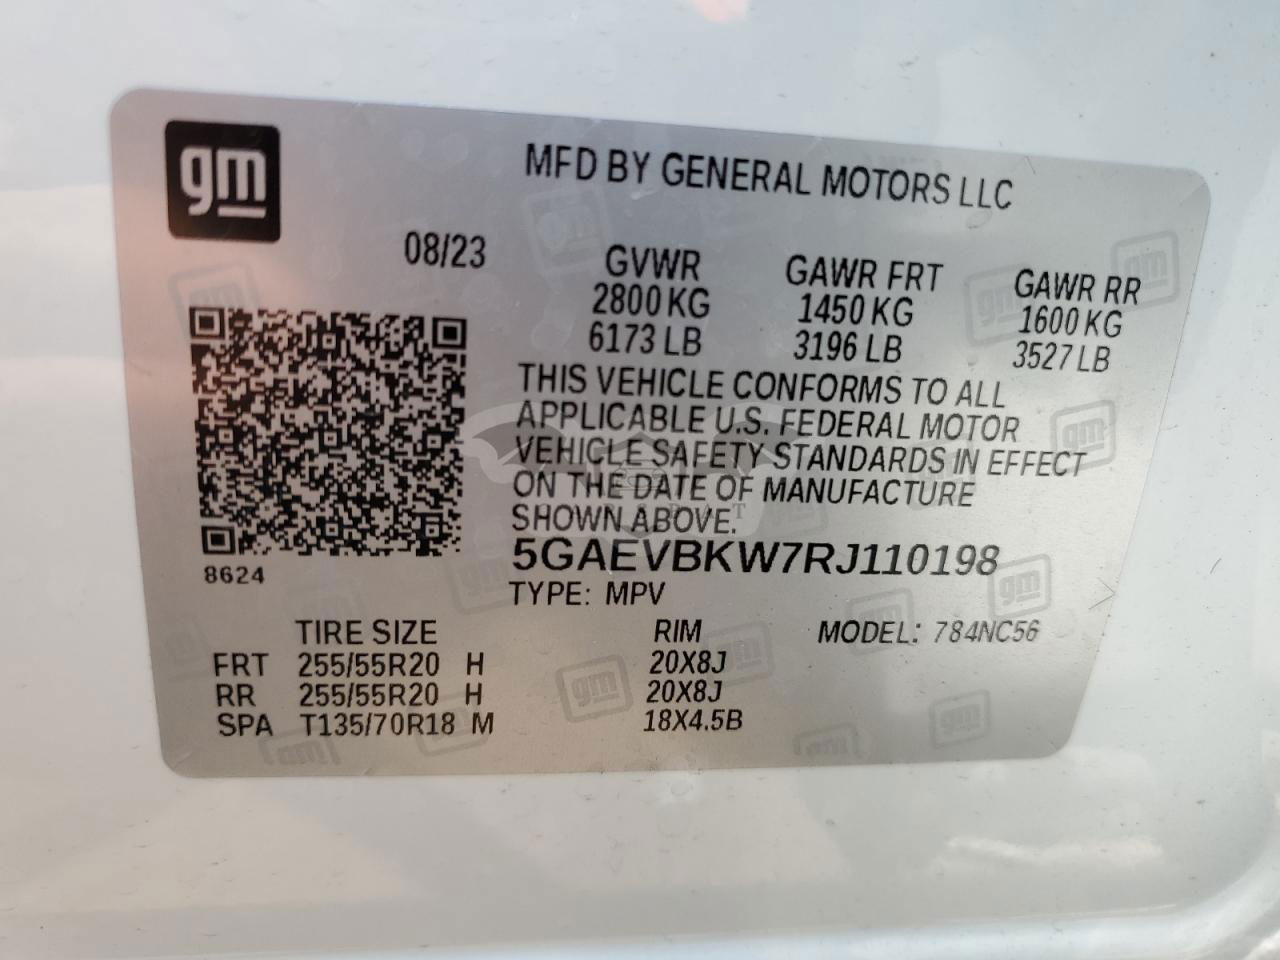 gm
MFD BY GENERAL MOTORS LLC
08/23
GVWR GAWR FRT GAWR RR
2800 KG 1450 KG 1600 KG
6173 LB 3196 LB 3527 LB
THIS VEHICLE CONFORMS TO ALL
APPLICABLE U.S. FEDERAL MOTOR
VEHICLE SAFETY STANDARDS IN EFFECT
ON THE DATE OF MANUFACTURE
SHOWN ABOVE.
5GAEVBKW7RJ110198
8624
TYPE: MPV
TIRE SIZE RIM MODEL: 784NC56
FRT 255/55R20 H 20X8J
RR 255/55R20 H 20X8J
SPA T135/70R18 M 18X4.5B